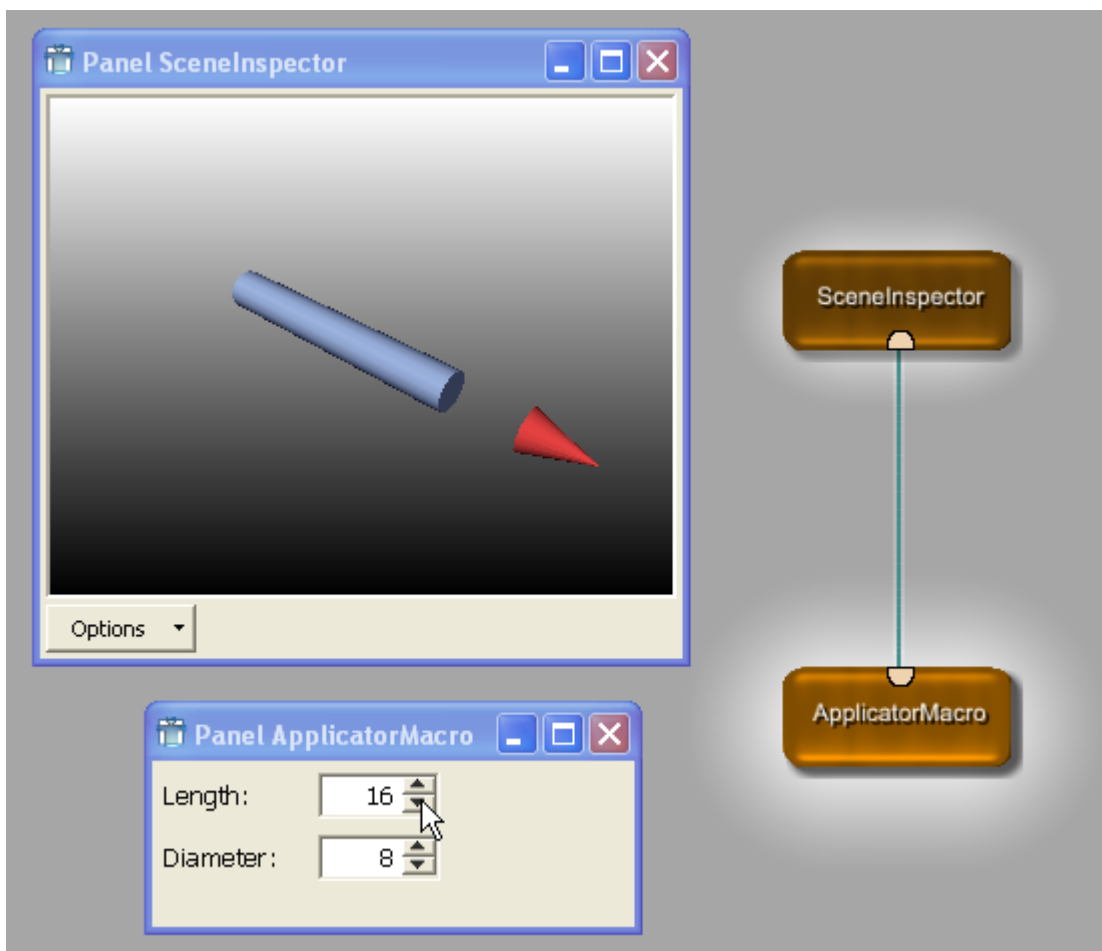 Panel SceneInspector
SceneInspector
Options
ApplicatorMacro
Panel ApplicatorMacro
Length: 16
Diameter: 8